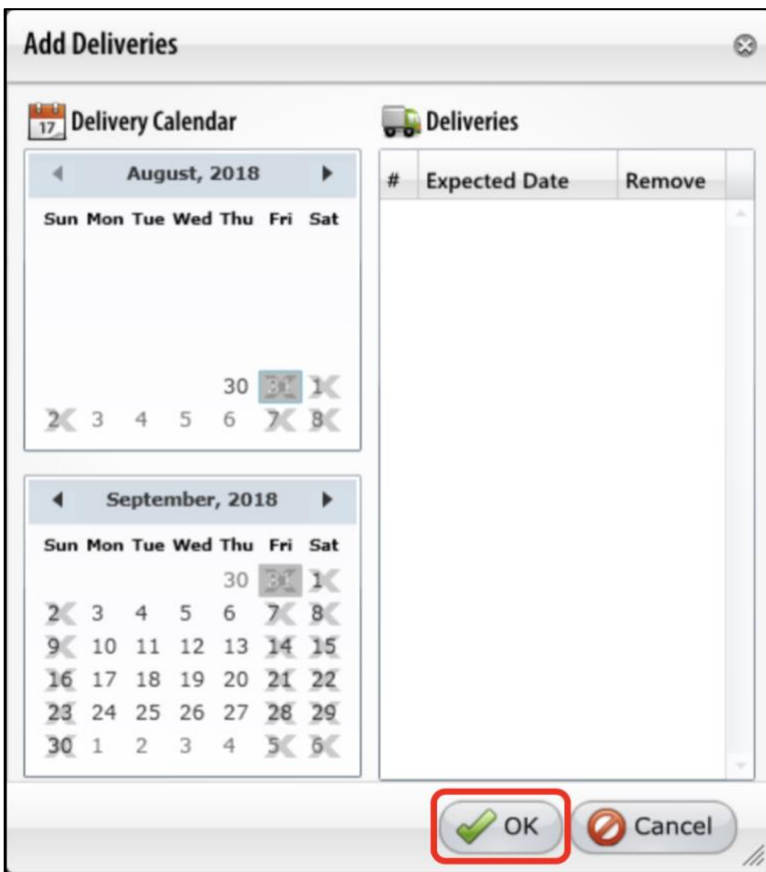 Add Deliveries
17 Delivery Calendar
August, 2018
Sun Mon Tue Wed Thu Fri Sat
30 31 1
2 3 4 5 6 7 8
September, 2018
Sun Mon Tue Wed Thu Fri Sat
30 31 1
2 3 4 5 6 7 8
9 10 11 12 13 14 15
16 17 18 19 20 21 22
23 24 25 26 27 28 29
30 1 2 3 4 5 6
Deliveries
# Expected Date Remove
OK Cancel